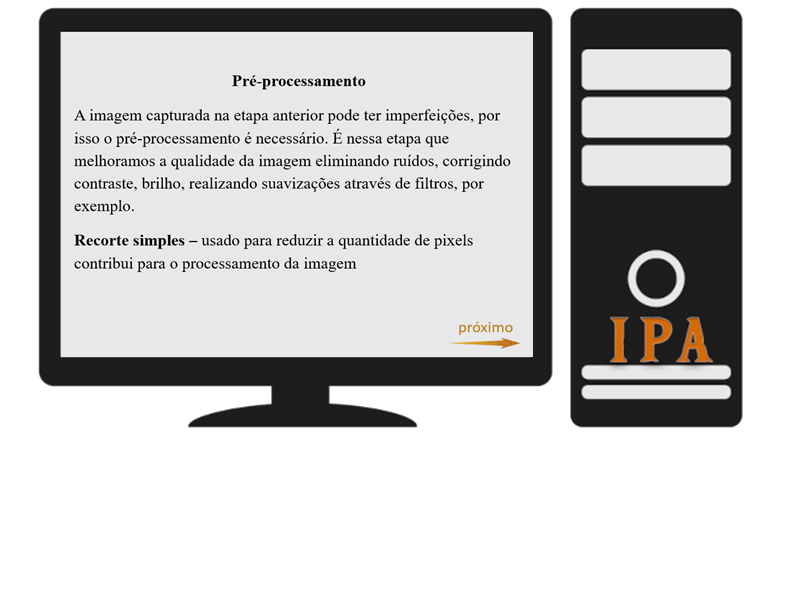 Pré-processamento
A imagem capturada na etapa anterior pode ter imperfeições, por
isso o pré-processamento é necessário. É nessa etapa que
melhoramos a qualidade da imagem eliminando ruídos, corrigindo
contraste, brilho, realizando suavizações através de filtros, por
exemplo.
Recorte simples – usado para reduzir a quantidade de pixels
contribui para o processamento da imagem
próximo
IPA